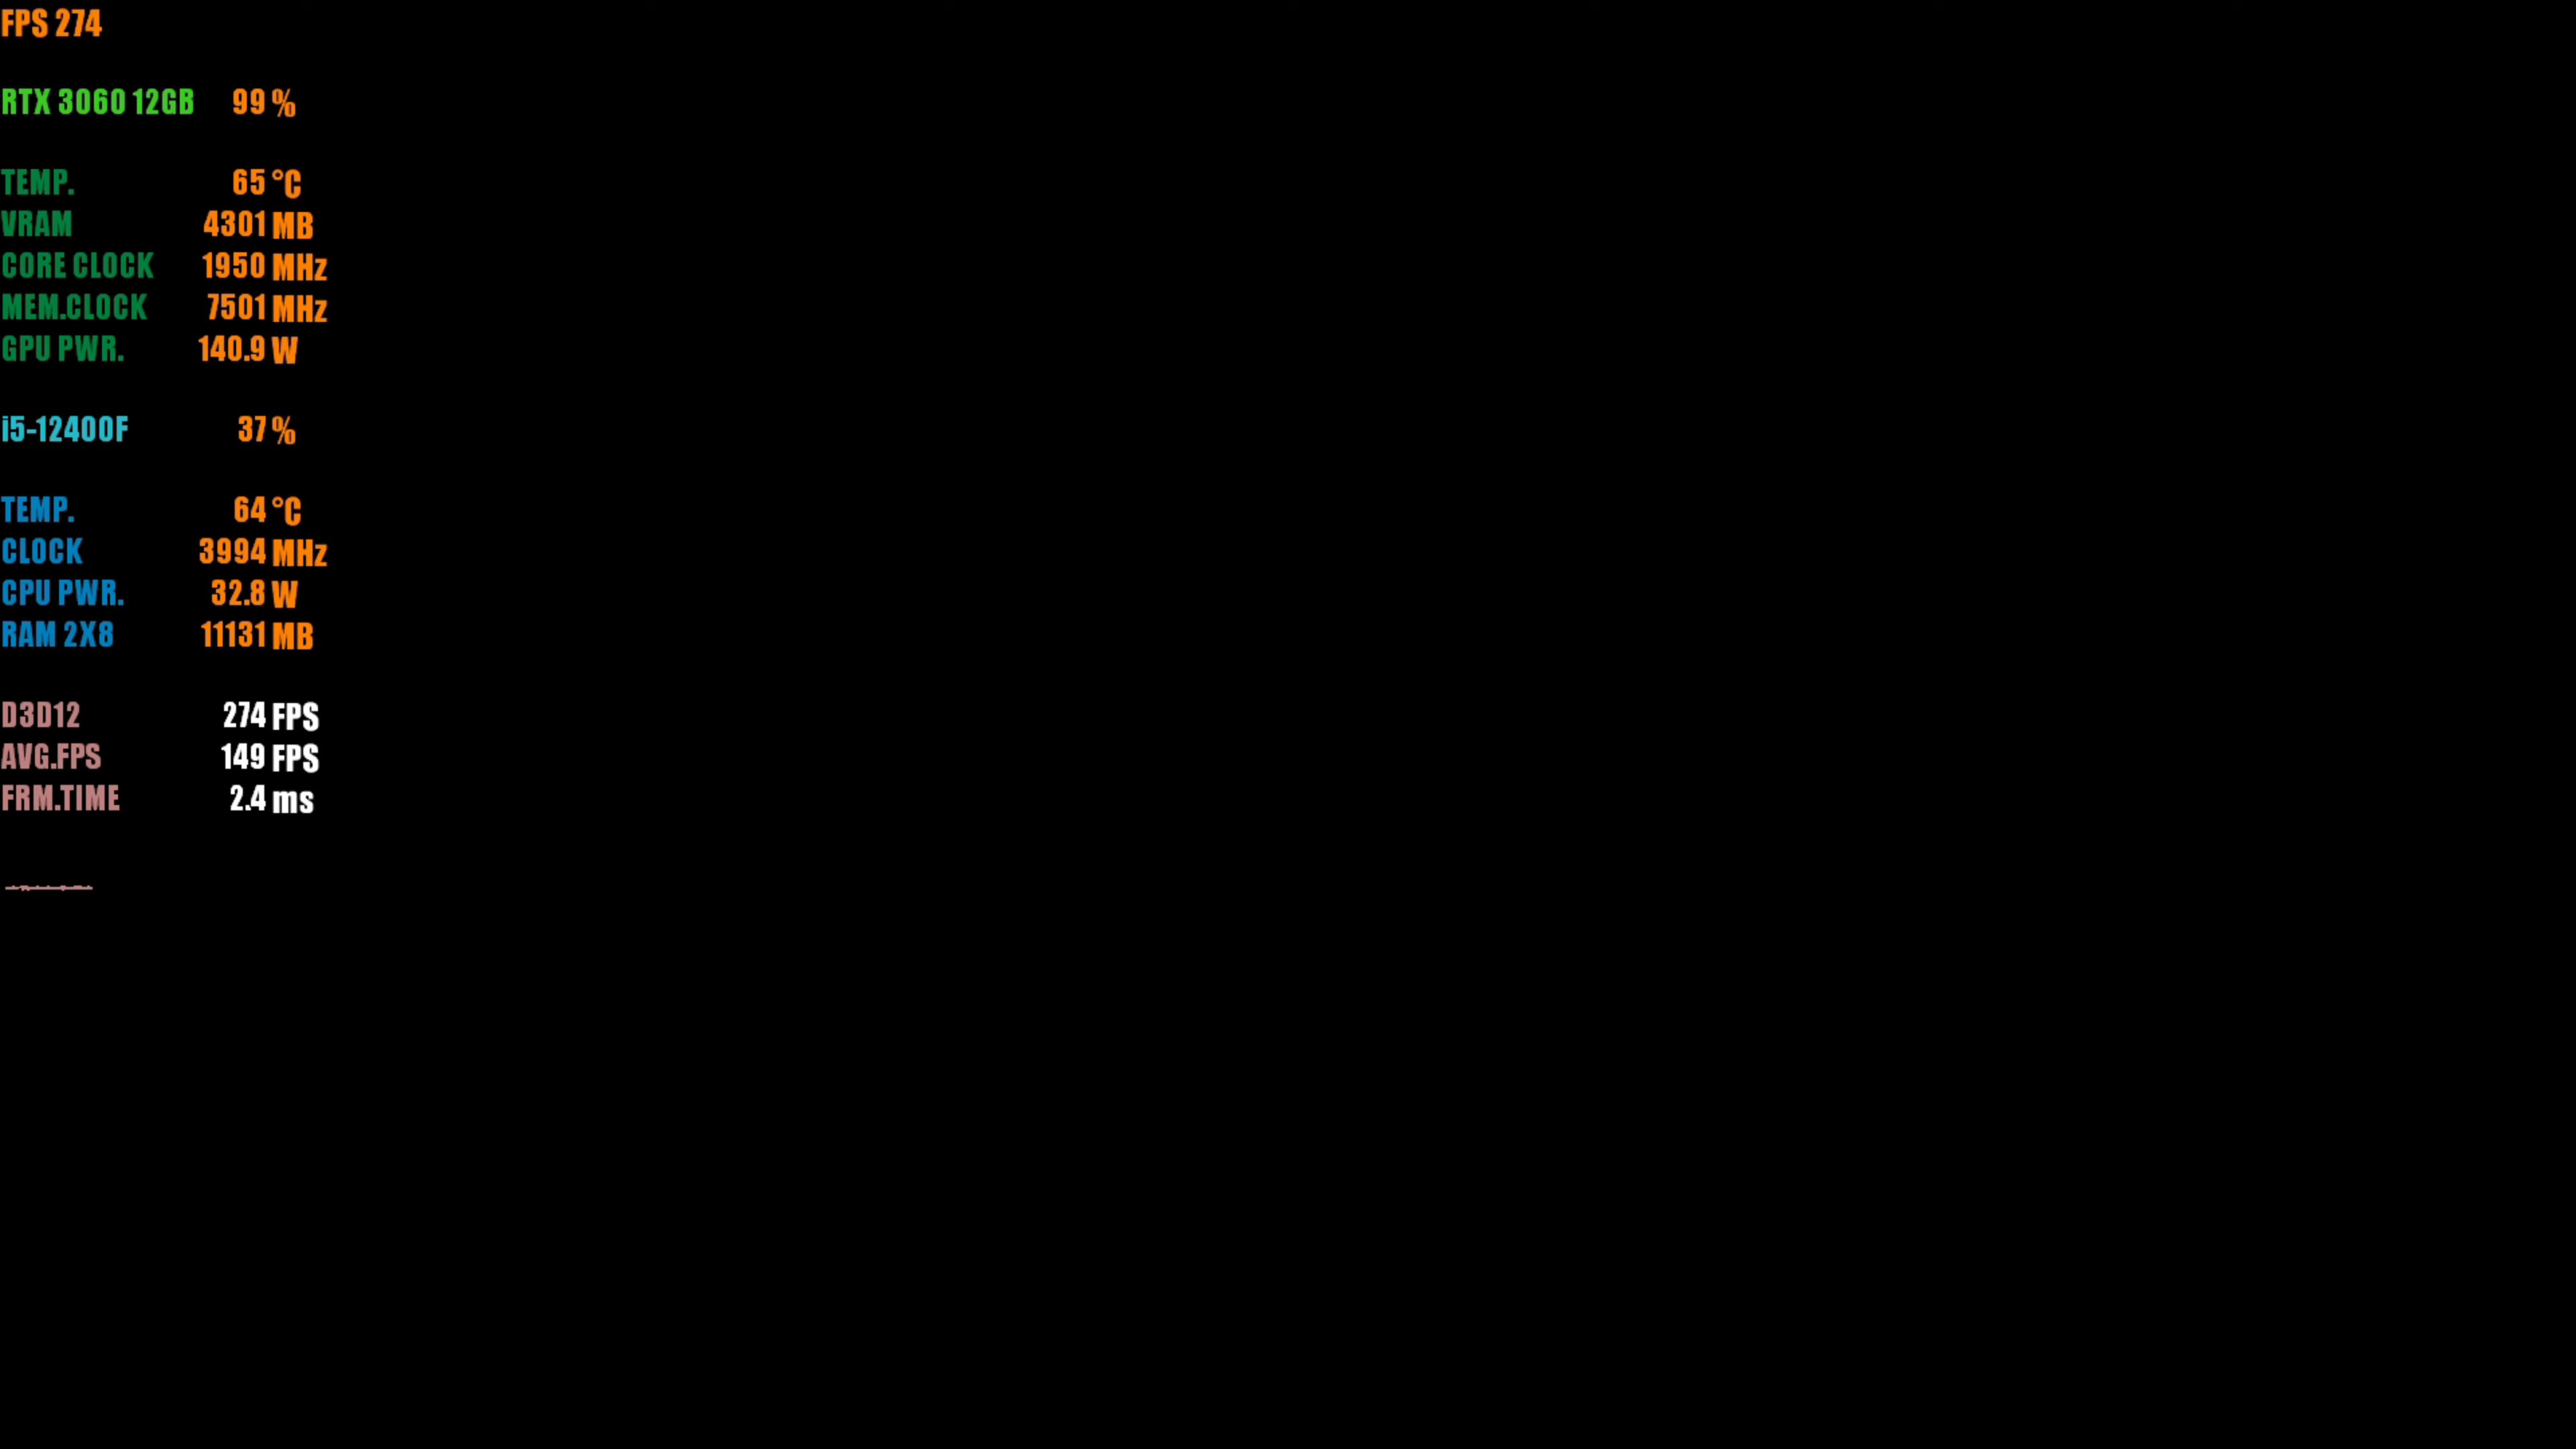 FPS 274
RTX 3060 12GB 99 %
TEMP. 65 °C
VRAM 4301 MB
CORE CLOCK 1950 MHz
MEM.CLOCK 7501 MHz
GPU PWR. 140.9 W
i5-12400F 37 %
TEMP. 64 °C
CLOCK 3994 MHz
CPU PWR. 32.8 W
RAM 2X8 11131 MB
D3D12 274 FPS
AVG.FPS 149 FPS
FRM.TIME 2.4 ms